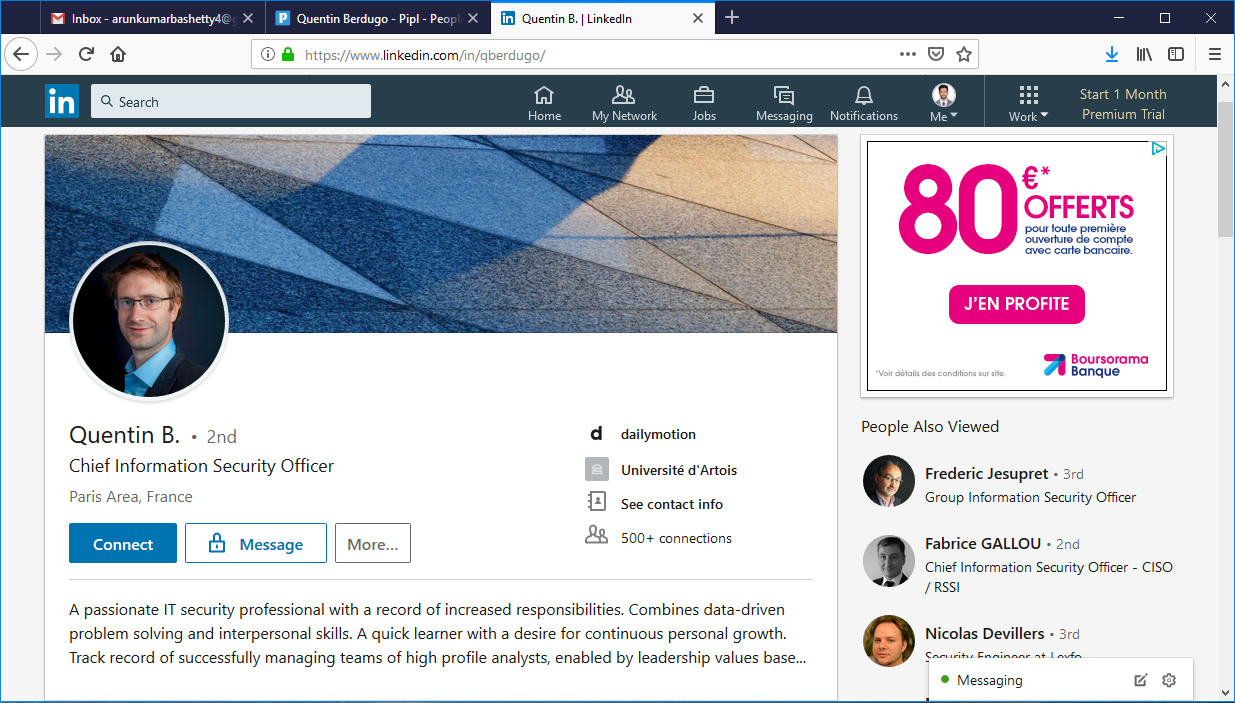 Inbox - arunkumarbashetty4@g
Quentin Berdugo - Pipl - Peopl
Quentin B. | LinkedIn
https://www.linkedin.com/in/qberdugo/
in
Search
Home
My Network
Jobs
Messaging
Notifications
Me
Work
Start 1 Month
Premium Trial
80€*
OFFERTS
pour toute première
ouverture de compte
avec carte bancaire.
J'EN PROFITE
*Voir détails des conditions sur site.
Boursorama
Banque
Quentin B. • 2nd
Chief Information Security Officer
Paris Area, France
Connect
Message
More...
d dailymotion
Université d'Artois
See contact info
500+ connections
A passionate IT security professional with a record of increased responsibilities. Combines data-driven
problem solving and interpersonal skills. A quick learner with a desire for continuous personal growth.
Track record of successfully managing teams of high profile analysts, enabled by leadership values base...
People Also Viewed
Frederic Jesupret • 3rd
Group Information Security Officer
Fabrice GALLOU • 2nd
Chief Information Security Officer - CISO
/ RSSI
Nicolas Devillers • 3rd
Security Engineer at Lexfo
Messaging